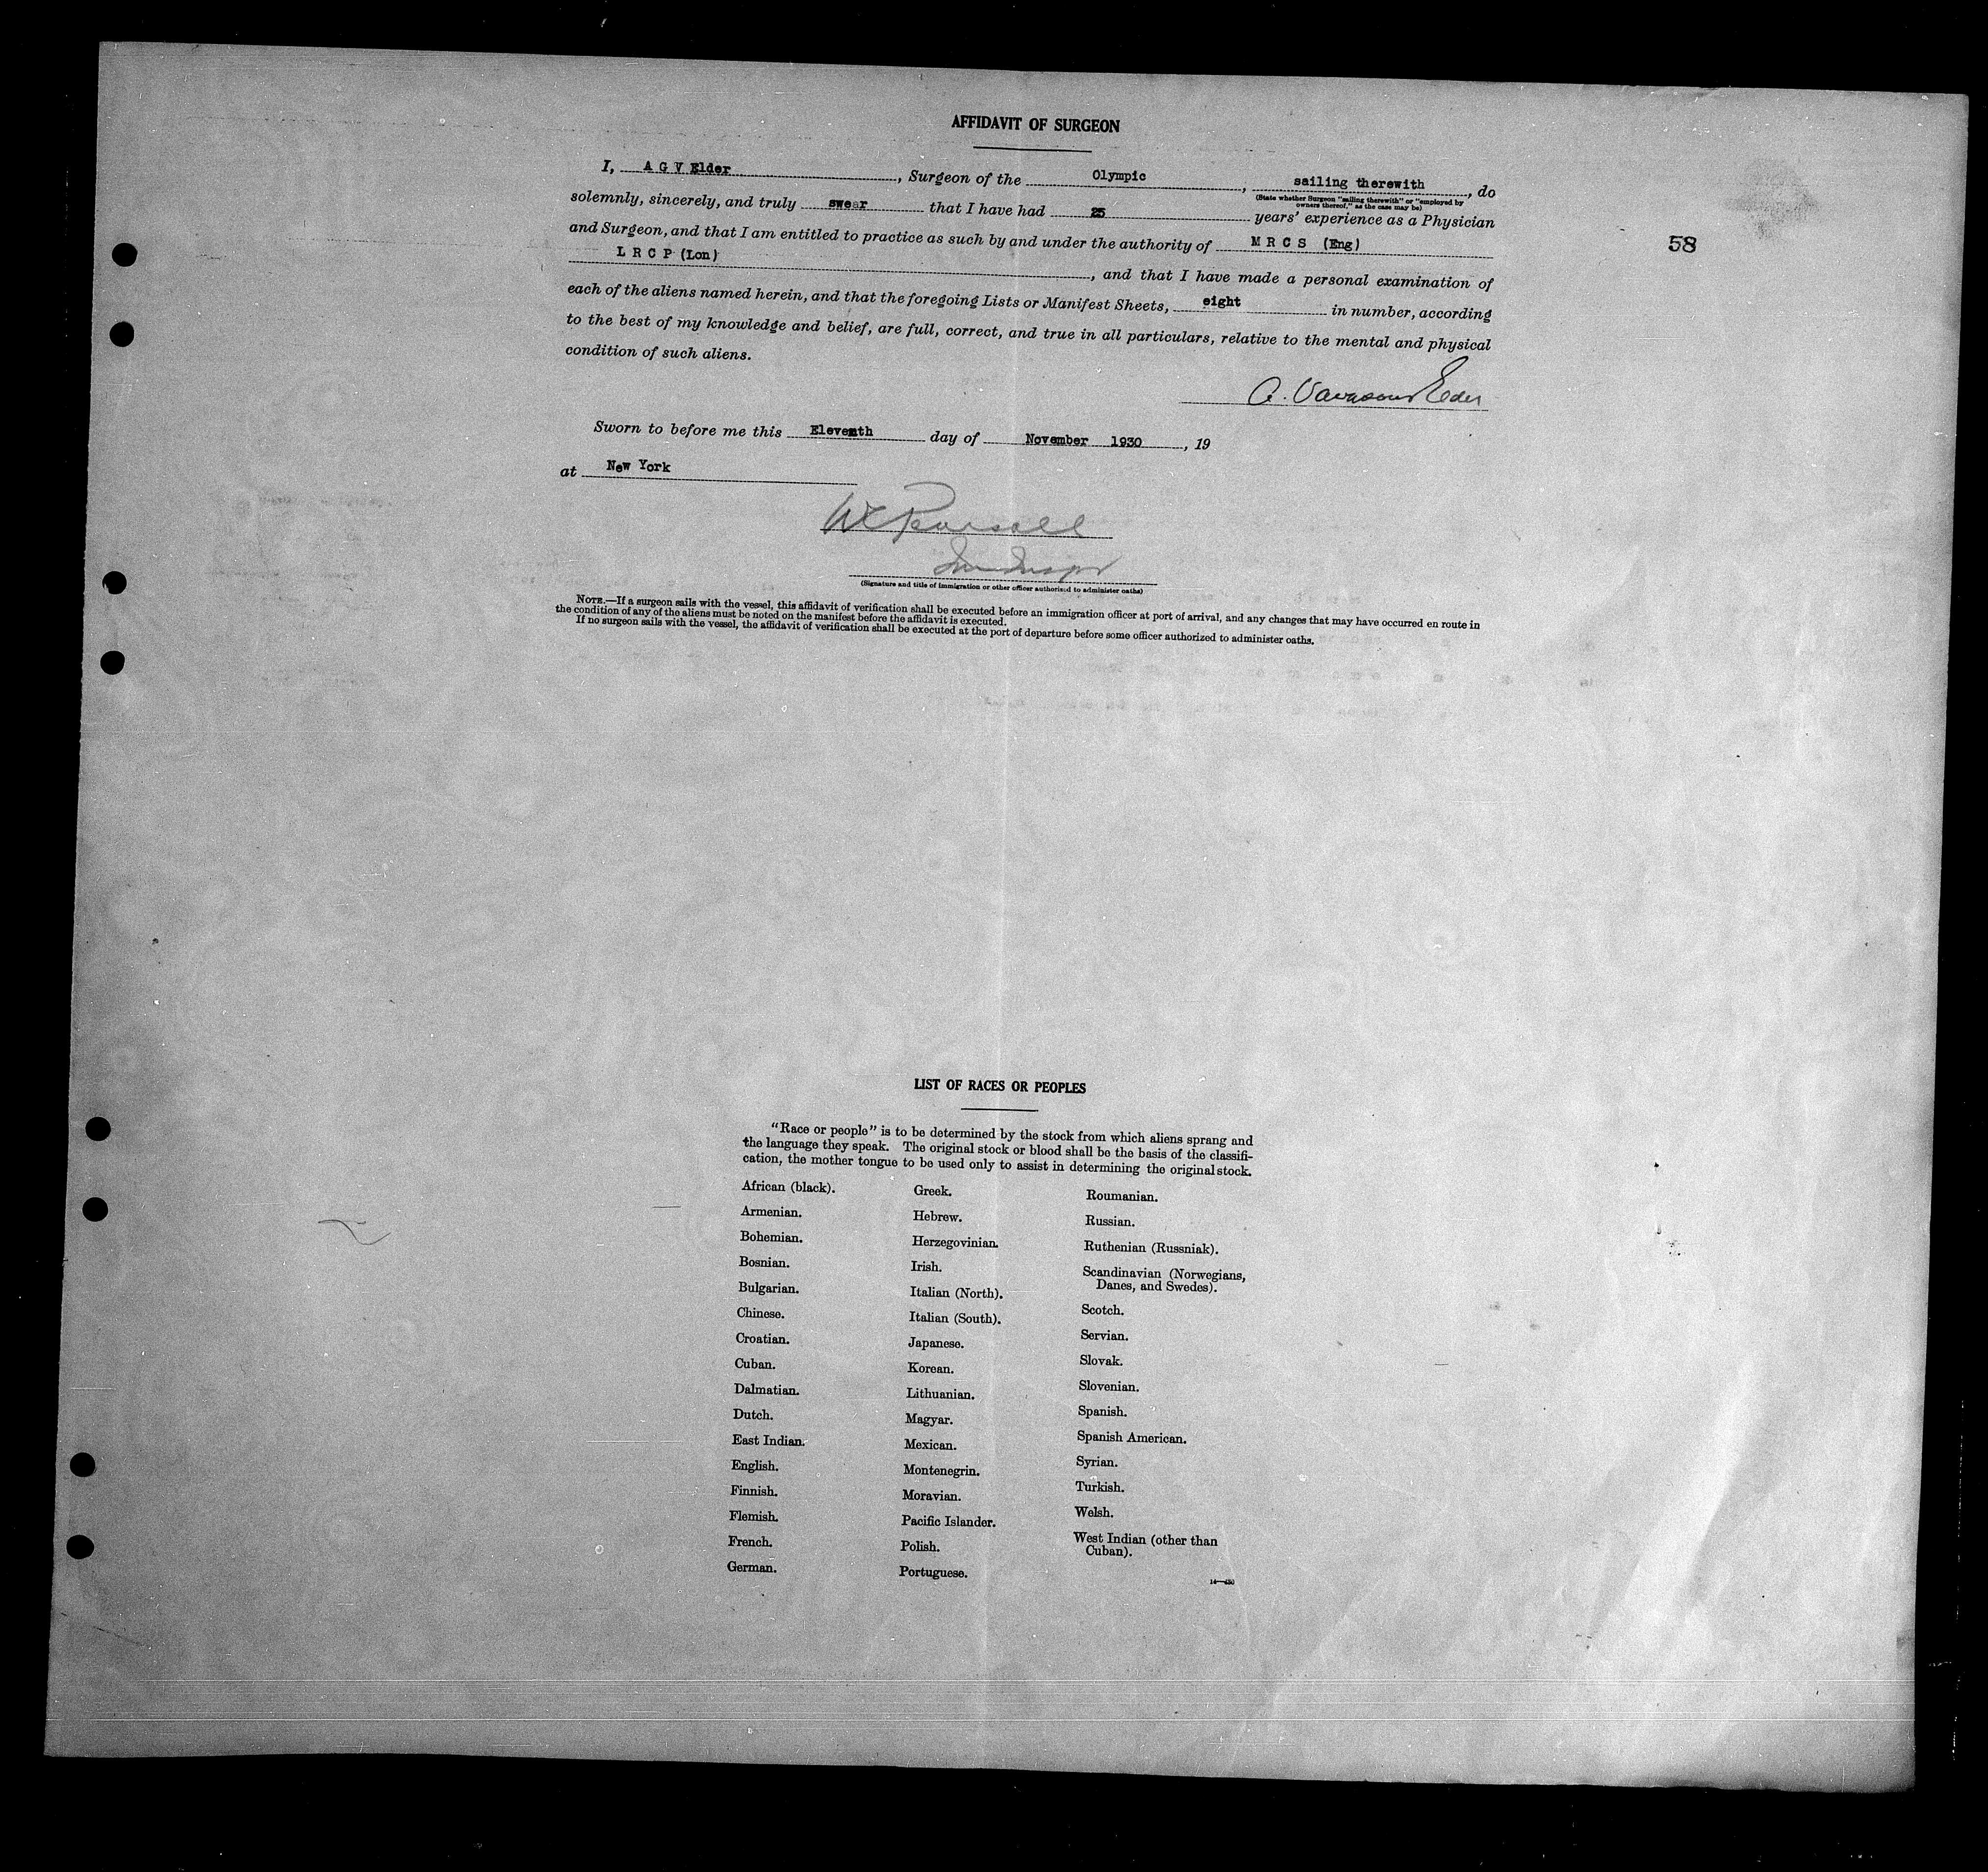 AFFIDAVIT OF SURGEON
I, A G V Elder, Surgeon of the Olympic, sailing therewith, do
(State whether Surgeon "sailing therewith" or "employed by
owners thereof," as the case may be)
solemnly, sincerely, and truly swear that I have had 25 years' experience as a Physician
and Surgeon, and that I am entitled to practice as such by and under the authority of M R C S (Eng)
58
L R C P (Lon), and that I have made a personal examination of
each of the aliens named herein, and that the foregoing Lists or Manifest Sheets, eight in number, according
to the best of my knowledge and belief, are full, correct, and true in all particulars, relative to the mental and physical
condition of such aliens.
A. Vavasour Elder
Sworn to before me this Eleventh day of November 1930, 19
at New York
Pearsall
(Signature and title of immigration or other officer authorized to administer oaths)
NOTE.—If a surgeon sails with the vessel, this affidavit of verification shall be executed before an immigration officer at port of arrival, and any changes that may have occurred en route in
the condition of any of the aliens must be noted on the manifest before the affidavit is executed.
If no surgeon sails with the vessel, the affidavit of verification shall be executed at the port of departure before some officer authorized to administer oaths.
LIST OF RACES OR PEOPLES
"Race or people" is to be determined by the stock from which aliens sprang and
the language they speak. The original stock or blood shall be the basis of the classifi-
cation, the mother tongue to be used only to assist in determining the original stock.
African (black).
Armenian.
Bohemian.
Bosnian.
Bulgarian.
Chinese.
Croatian.
Cuban.
Dalmatian.
Dutch.
East Indian.
English.
Finnish.
Flemish.
French.
German.
Greek.
Hebrew.
Herzegovinian.
Irish.
Italian (North).
Italian (South).
Japanese.
Korean.
Lithuanian.
Magyar.
Mexican.
Montenegrin.
Moravian.
Pacific Islander.
Polish.
Portuguese.
Roumanian.
Russian.
Ruthenian (Russniak).
Scandinavian (Norwegians,
Danes, and Swedes).
Scotch.
Servian.
Slovak.
Slovenian.
Spanish.
Spanish American.
Syrian.
Turkish.
Welsh.
West Indian (other than
Cuban).